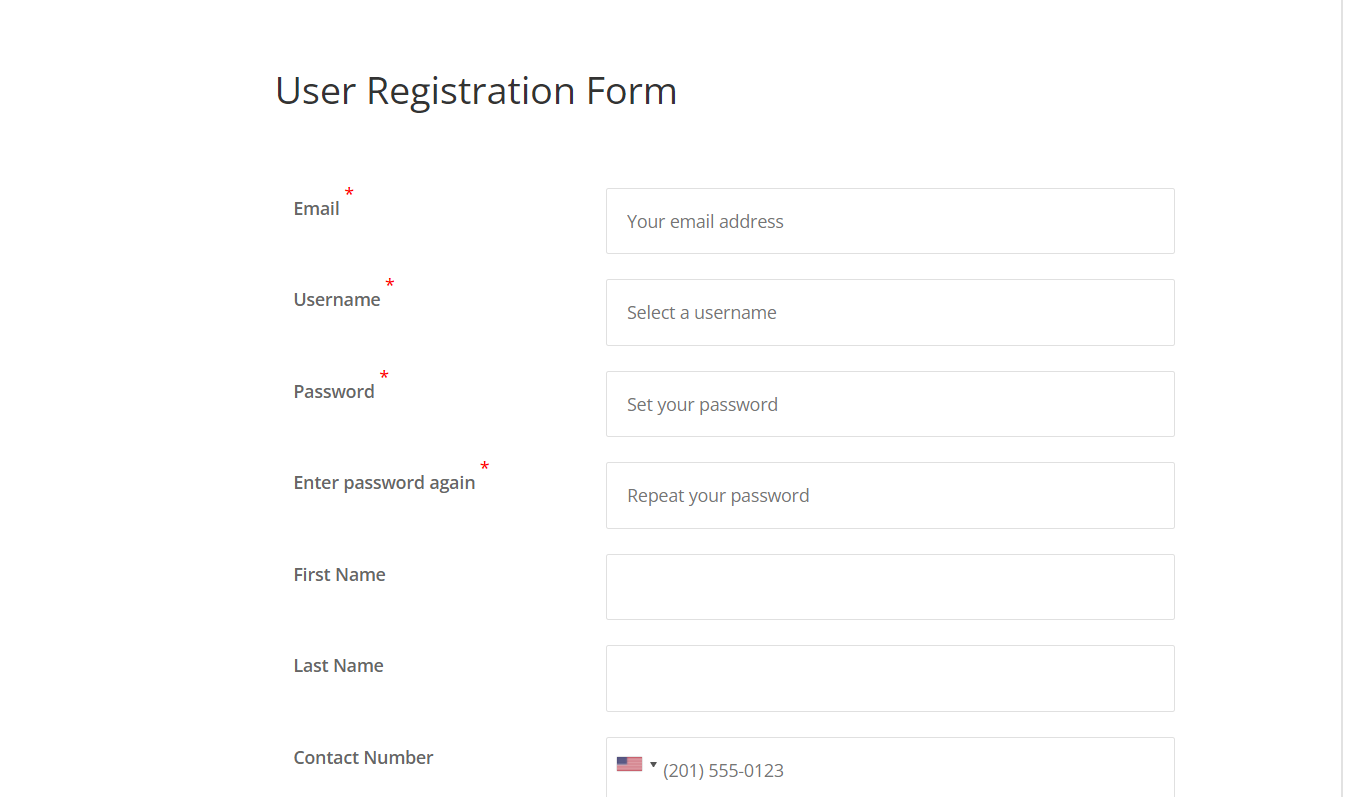 User Registration Form
Email *
Your email address
Username *
Select a username
Password *
Set your password
Enter password again *
Repeat your password
First Name
Last Name
Contact Number
(201) 555-0123